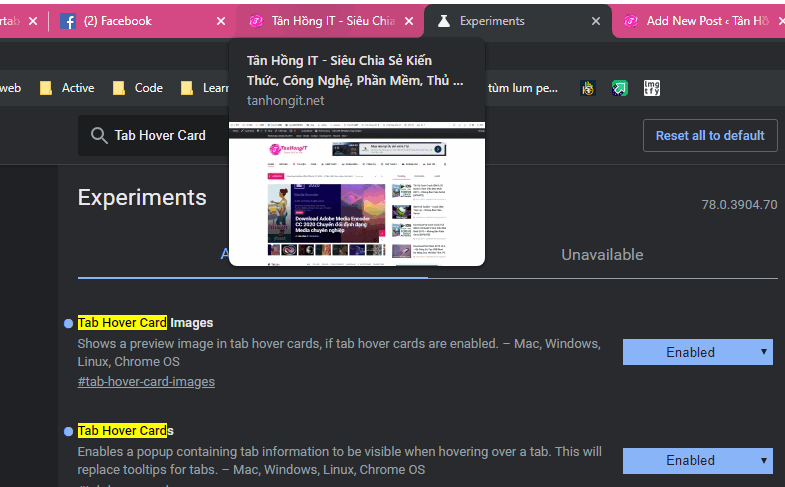 rtab
(2) Facebook
Tân Hồng IT - Siêu Chia
Experiments
Add New Post ‹ Tân Hồ
Tân Hồng IT - Siêu Chia Sẻ Kiến
Thức, Công Nghệ, Phần Mềm, Thủ ...
tanhongit.net
web
Active
Code
Learn
tùm lum pe...
lmg
tfy
Tab Hover Card
Reset all to default
TanHongIT
Download Adobe Media Encoder
CC 2020 Chuyển đổi định dạng
Media chuyên nghiệp
Experiments
78.0.3904.70
A
Unavailable
Tab Hover Card Images
Shows a preview image in tab hover cards, if tab hover cards are enabled. – Mac, Windows,
Linux, Chrome OS
#tab-hover-card-images
Enabled
Tab Hover Cards
Enables a popup containing tab information to be visible when hovering over a tab. This will
replace tooltips for tabs. – Mac, Windows, Linux, Chrome OS
Enabled